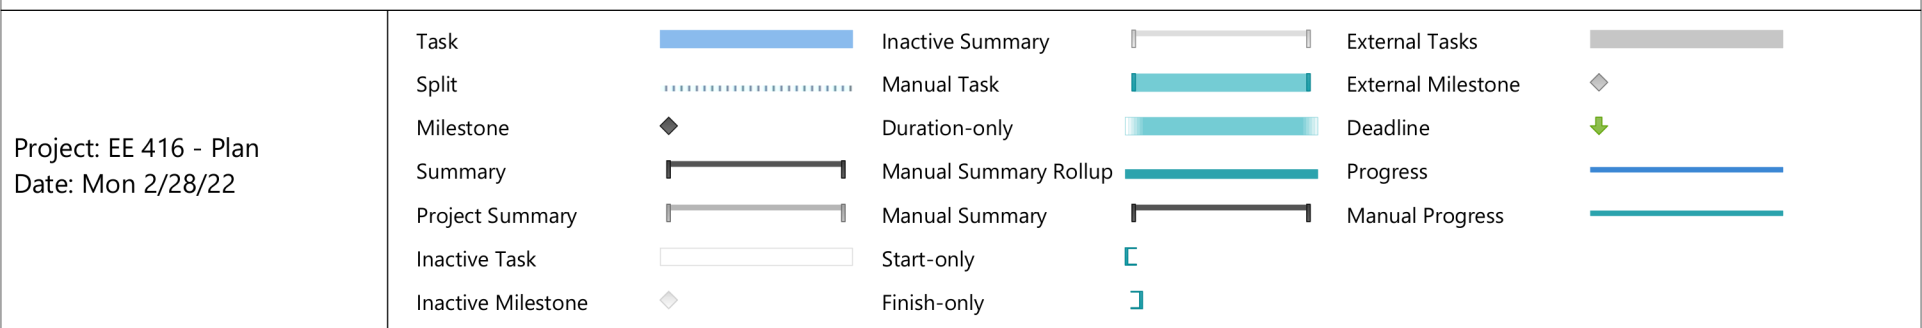 Project: EE 416 - Plan
Date: Mon 2/28/22
Task
Split
Milestone
Summary
Project Summary
Inactive Task
Inactive Milestone
Inactive Summary
Manual Task
Duration-only
Manual Summary Rollup
Manual Summary
Start-only
Finish-only
External Tasks
External Milestone
Deadline
Progress
Manual Progress